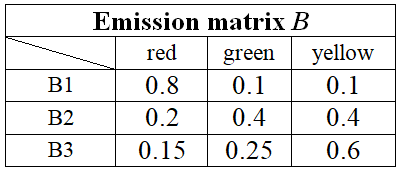 Emission matrix B
red green yellow
B1 0.8 0.1 0.1
B2 0.2 0.4 0.4
B3 0.15 0.25 0.6